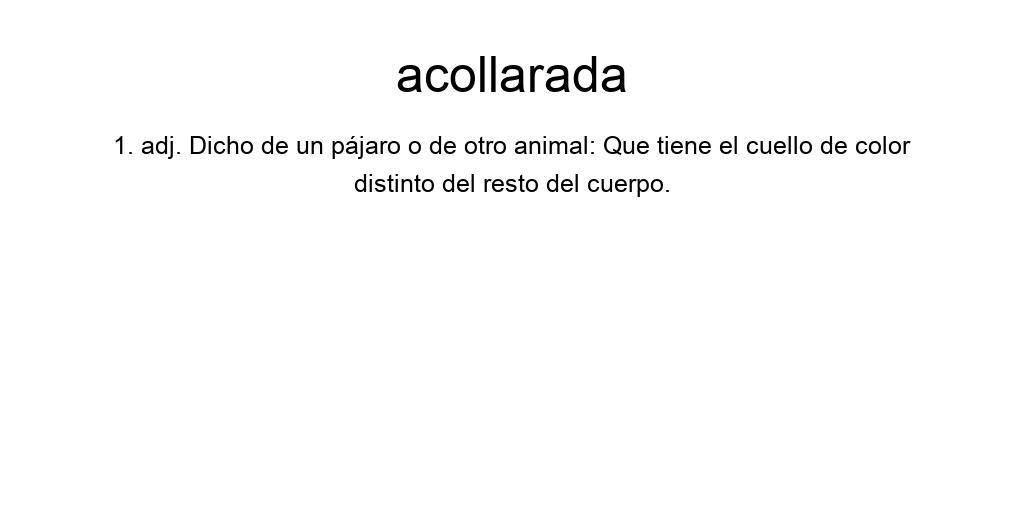 acollarada
1. adj. Dicho de un pájaro o de otro animal: Que tiene el cuello de color
distinto del resto del cuerpo.